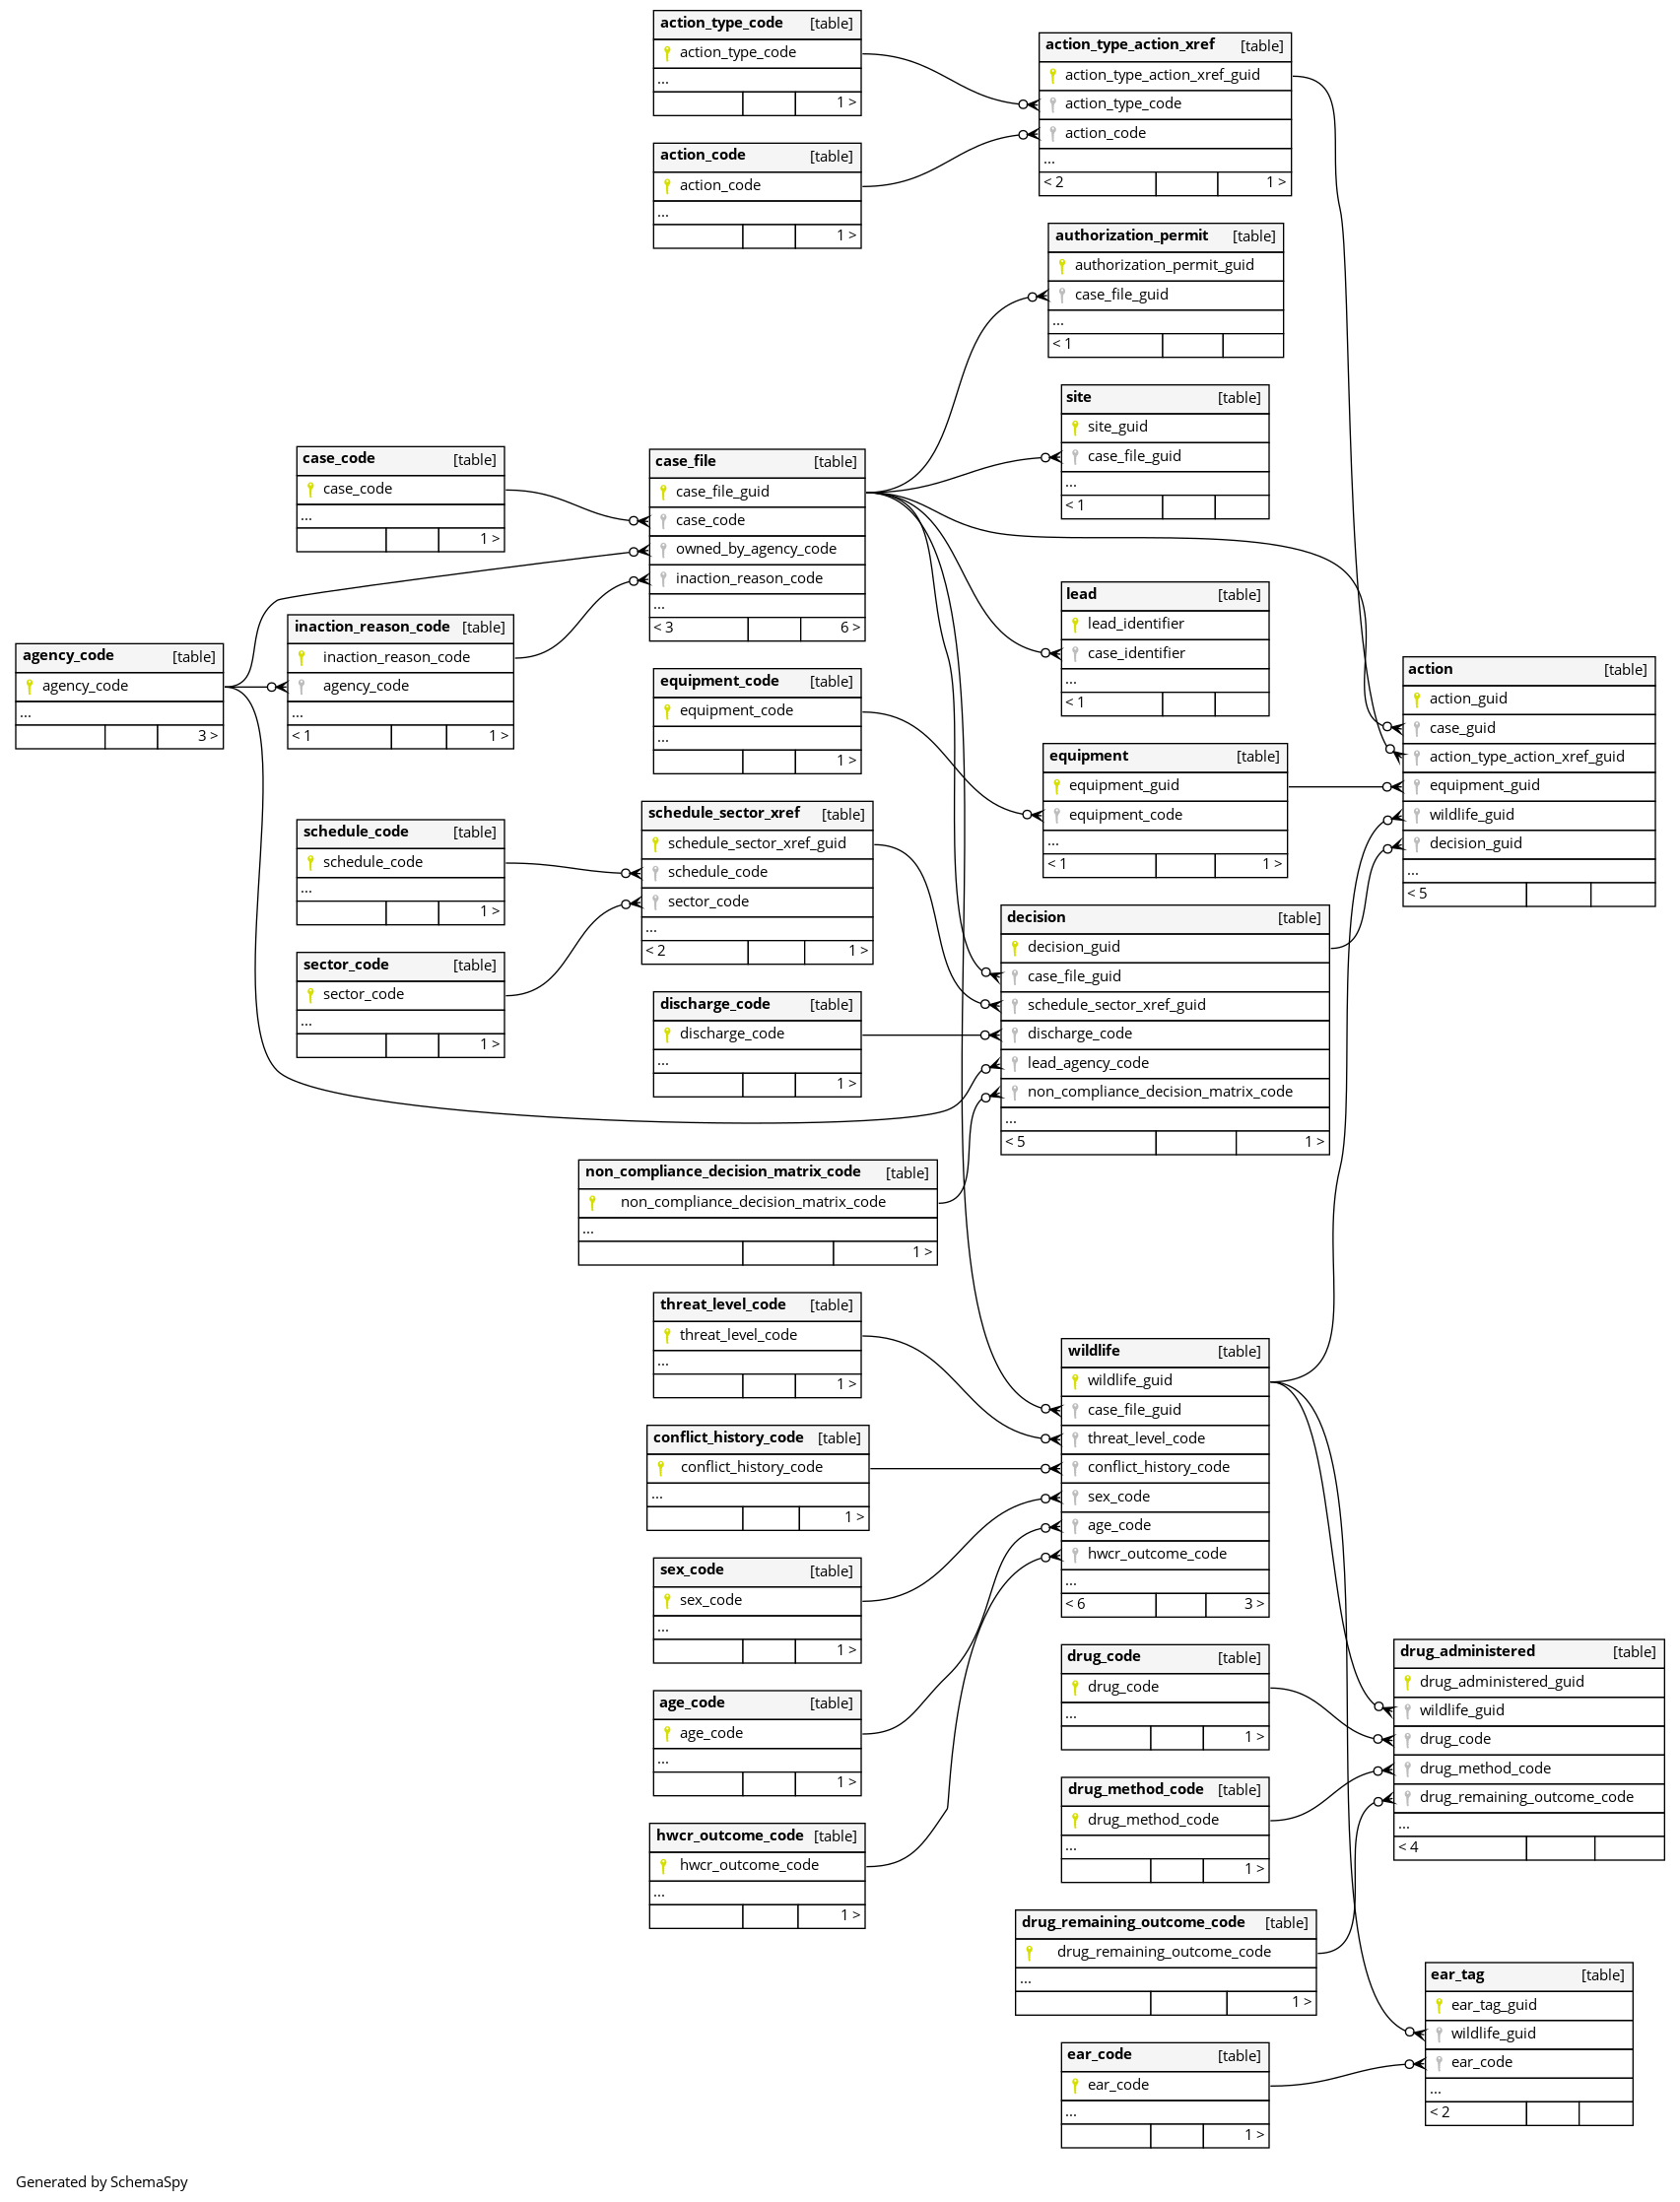 action_type_code [table]
action_type_code
...
1 >
action_code [table]
action_code
...
1 >
action_type_action_xref [table]
action_type_action_xref_guid
action_type_code
action_code
...
< 2 1 >
authorization_permit [table]
authorization_permit_guid
case_file_guid
...
< 1
site [table]
site_guid
case_file_guid
...
< 1
case_code [table]
case_code
...
1 >
case_file [table]
case_file_guid
case_code
owned_by_agency_code
inaction_reason_code
...
< 3 6 >
lead [table]
lead_identifier
case_identifier
...
< 1
agency_code [table]
agency_code
...
3 >
inaction_reason_code [table]
inaction_reason_code
agency_code
...
< 1 1 >
equipment_code [table]
equipment_code
...
1 >
equipment [table]
equipment_guid
equipment_code
...
< 1 1 >
action [table]
action_guid
case_guid
action_type_action_xref_guid
equipment_guid
wildlife_guid
decision_guid
...
< 5
schedule_code [table]
schedule_code
...
1 >
sector_code [table]
sector_code
...
1 >
schedule_sector_xref [table]
schedule_sector_xref_guid
schedule_code
sector_code
...
< 2 1 >
discharge_code [table]
discharge_code
...
1 >
decision [table]
decision_guid
case_file_guid
schedule_sector_xref_guid
discharge_code
lead_agency_code
non_compliance_decision_matrix_code
...
< 5 1 >
non_compliance_decision_matrix_code [table]
non_compliance_decision_matrix_code
...
1 >
threat_level_code [table]
threat_level_code
...
1 >
conflict_history_code [table]
conflict_history_code
...
1 >
sex_code [table]
sex_code
...
1 >
age_code [table]
age_code
...
1 >
hwcr_outcome_code [table]
hwcr_outcome_code
...
1 >
wildlife [table]
wildlife_guid
case_file_guid
threat_level_code
conflict_history_code
sex_code
age_code
hwcr_outcome_code
...
< 6 3 >
drug_code [table]
drug_code
...
1 >
drug_method_code [table]
drug_method_code
...
1 >
drug_remaining_outcome_code [table]
drug_remaining_outcome_code
...
1 >
ear_code [table]
ear_code
...
1 >
drug_administered [table]
drug_administered_guid
wildlife_guid
drug_code
drug_method_code
drug_remaining_outcome_code
...
< 4
ear_tag [table]
ear_tag_guid
wildlife_guid
ear_code
...
< 2
Generated by SchemaSpy